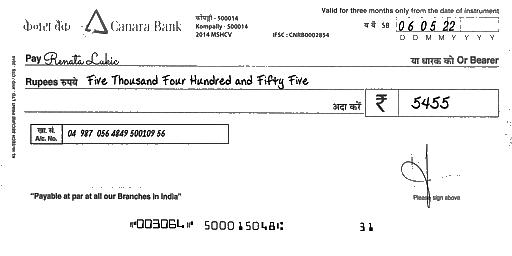 Valid for three months only from the date of instrument
केनरा बैंक Canara Bank
कोंपल्ली - 500014
Kompally - 500014
2014 MSHCV
IFSC : CNRB0002854
SB 06 05 22
D D M M Y Y Y Y
Pay Renata Lukic या धारक को Or Bearer
Rupees रुपये Five Thousand Four Hundred and Fifty Five
अदा करें ₹ 5455
खा. सं.
A/c. No. 04 987 056 4849 500109 56
Please sign above
"Payable at par at all our Branches in India"
⑈003064⑈ 500015048⑆ 31